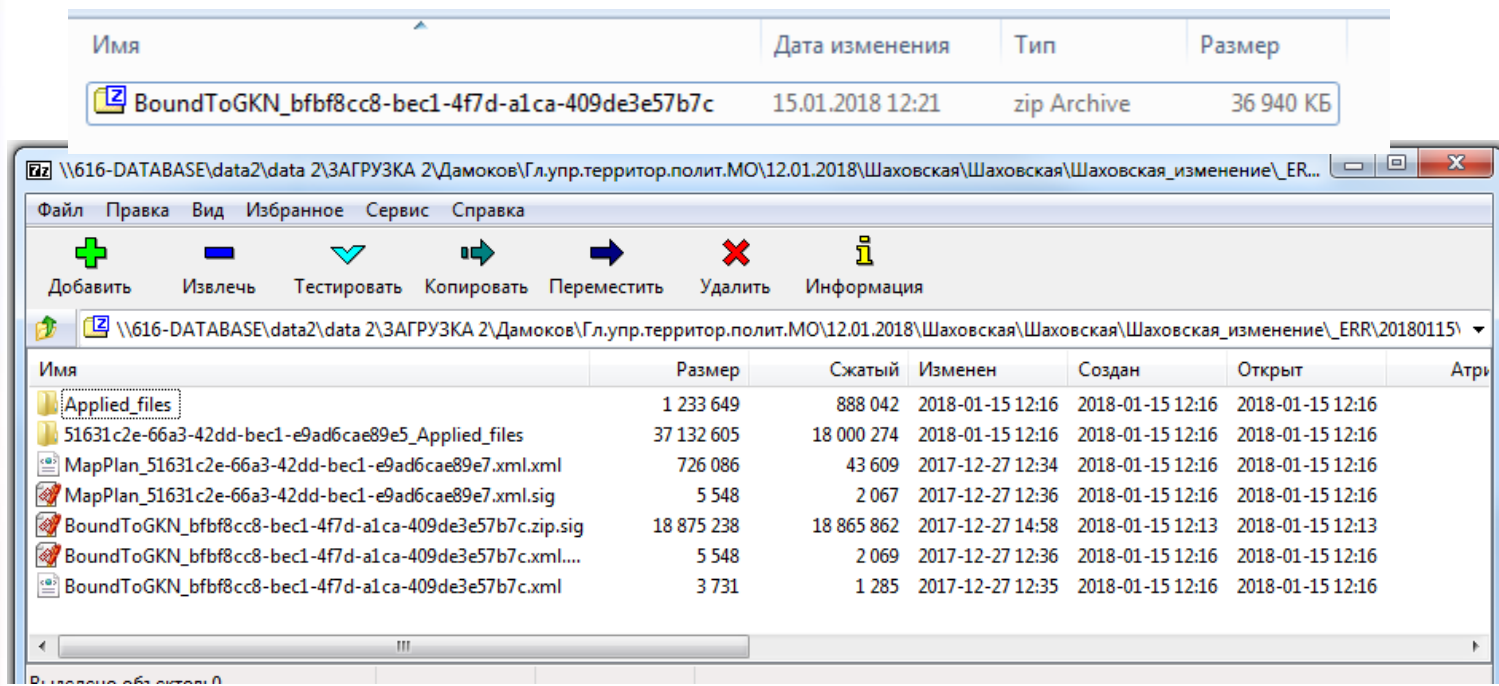 Имя Дата изменения Тип Размер
BoundToGKN_bfbf8cc8-bec1-4f7d-a1ca-409de3e57b7c 15.01.2018 12:21 zip Archive 36 940 КБ
\\616-DATABASE\data2\data 2\ЗАГРУЗКА 2\Дамоков\Гл.упр.территор.полит.МО\12.01.2018\Шаховская\Шаховская\Шаховская_изменение\_ER...
Файл Правка Вид Избранное Сервис Справка
Добавить Извлечь Тестировать Копировать Переместить Удалить Информация
\\616-DATABASE\data2\data 2\ЗАГРУЗКА 2\Дамоков\Гл.упр.территор.полит.МО\12.01.2018\Шаховская\Шаховская\Шаховская_изменение\_ERR\20180115\
Имя Размер Сжатый Изменен Создан Открыт Атри
Applied_files 1 233 649 888 042 2018-01-15 12:16 2018-01-15 12:16 2018-01-15 12:16
51631c2e-66a3-42dd-bec1-e9ad6cae89e5_Applied_files 37 132 605 18 000 274 2018-01-15 12:16 2018-01-15 12:16 2018-01-15 12:16
MapPlan_51631c2e-66a3-42dd-bec1-e9ad6cae89e7.xml.xml 726 086 43 609 2017-12-27 12:34 2018-01-15 12:16 2018-01-15 12:16
MapPlan_51631c2e-66a3-42dd-bec1-e9ad6cae89e7.xml.sig 5 548 2 067 2017-12-27 12:36 2018-01-15 12:16 2018-01-15 12:16
BoundToGKN_bfbf8cc8-bec1-4f7d-a1ca-409de3e57b7c.zip.sig 18 875 238 18 865 862 2017-12-27 14:58 2018-01-15 12:13 2018-01-15 12:13
BoundToGKN_bfbf8cc8-bec1-4f7d-a1ca-409de3e57b7c.xml.... 5 548 2 069 2017-12-27 12:36 2018-01-15 12:16 2018-01-15 12:16
BoundToGKN_bfbf8cc8-bec1-4f7d-a1ca-409de3e57b7c.xml 3 731 1 285 2017-12-27 12:35 2018-01-15 12:16 2018-01-15 12:16
Выделено объектов: 0